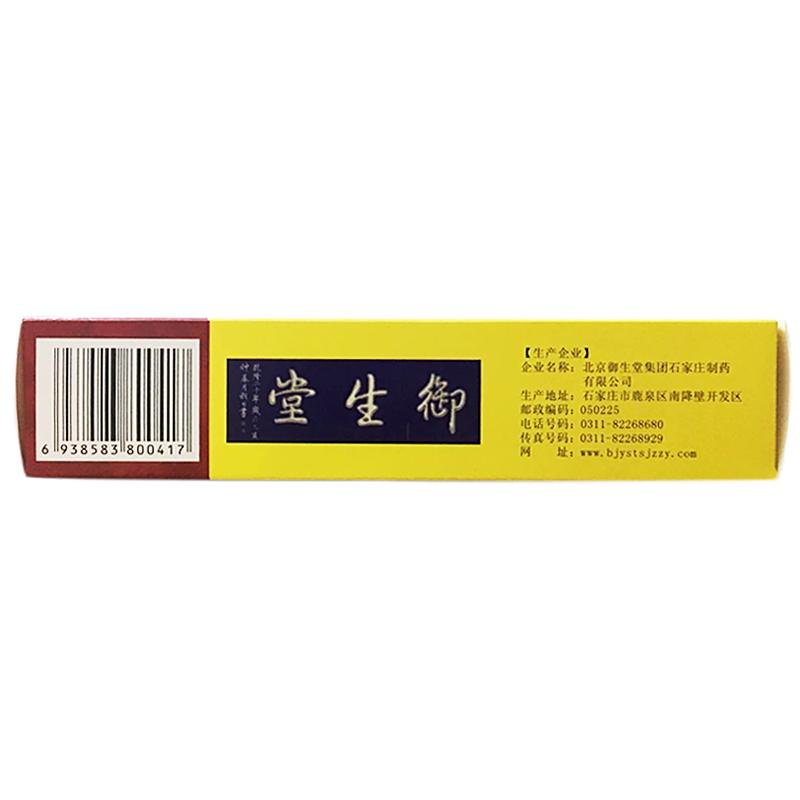 6 938583 800417
御生堂
【生产企业】
企业名称：北京御生堂集团石家庄制药
有限公司
生产地址：石家庄市鹿泉区南降壁开发区
邮政编码：050225
电话号码：0311-82268680
传真号码：0311-82268929
网　　址：www.bjystsjzzy.com